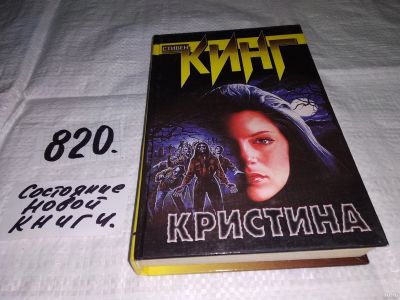 820.
Состояние
новой
книги.
СТИВЕН
КИНГ
КРИСТИНА